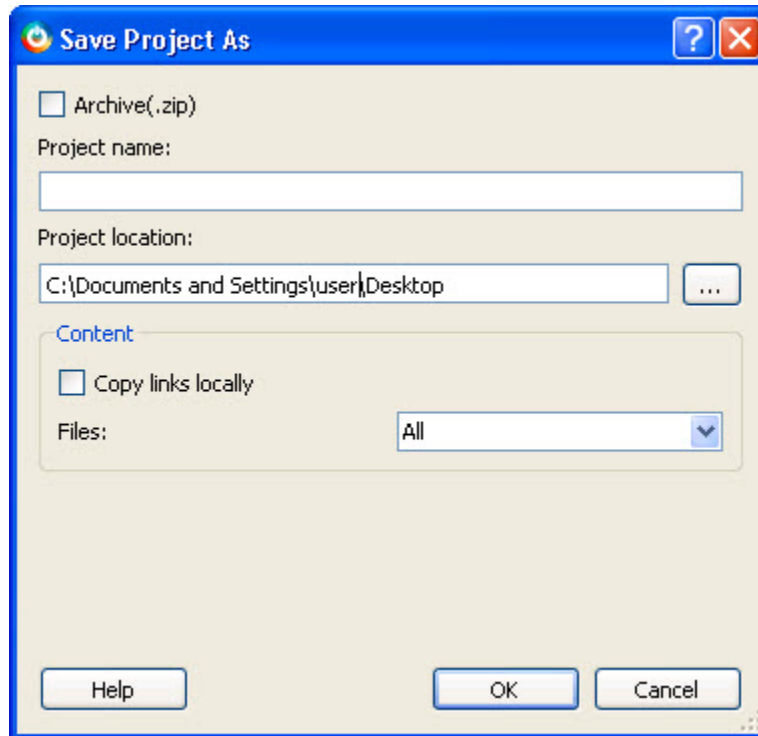 Save Project As
Archive(.zip)
Project name:
Project location:
C:\Documents and Settings\user\Desktop
...
Content
Copy links locally
Files:
All
Help
OK
Cancel